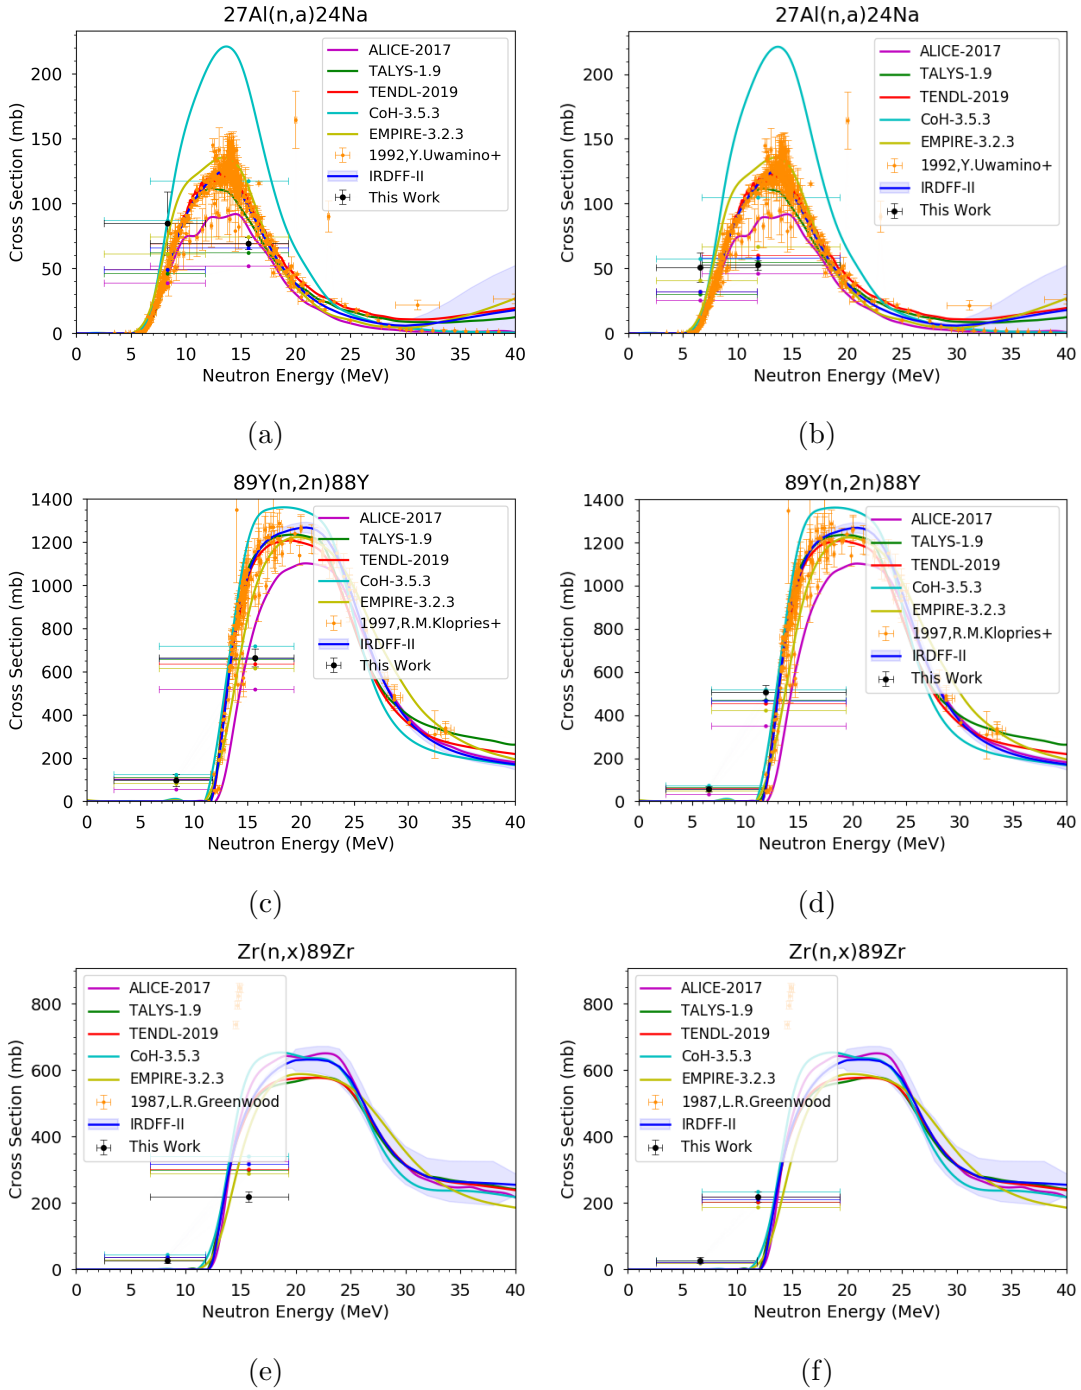 27Al(n,a)24Na
Cross Section (mb)
200
150
100
50
0
ALICE-2017
TALYS-1.9
TENDL-2019
CoH-3.5.3
EMPIRE-3.2.3
1992,Y.Uwamino+
IRDFF-II
This Work
0 5 10 15 20 25 30 35 40
Neutron Energy (MeV)
(a)
27Al(n,a)24Na
Cross Section (mb)
200
150
100
50
0
ALICE-2017
TALYS-1.9
TENDL-2019
CoH-3.5.3
EMPIRE-3.2.3
1992,Y.Uwamino+
IRDFF-II
This Work
0 5 10 15 20 25 30 35 40
Neutron Energy (MeV)
(b)
89Y(n,2n)88Y
Cross Section (mb)
1400
1200
1000
800
600
400
200
0
ALICE-2017
TALYS-1.9
TENDL-2019
CoH-3.5.3
EMPIRE-3.2.3
1997,R.M.Klopries+
IRDFF-II
This Work
0 5 10 15 20 25 30 35 40
Neutron Energy (MeV)
(c)
89Y(n,2n)88Y
Cross Section (mb)
1400
1200
1000
800
600
400
200
0
ALICE-2017
TALYS-1.9
TENDL-2019
CoH-3.5.3
EMPIRE-3.2.3
1997,R.M.Klopries+
IRDFF-II
This Work
0 5 10 15 20 25 30 35 40
Neutron Energy (MeV)
(d)
Zr(n,x)89Zr
Cross Section (mb)
800
600
400
200
0
ALICE-2017
TALYS-1.9
TENDL-2019
CoH-3.5.3
EMPIRE-3.2.3
1987,L.R.Greenwood
IRDFF-II
This Work
0 5 10 15 20 25 30 35 40
Neutron Energy (MeV)
(e)
Zr(n,x)89Zr
Cross Section (mb)
800
600
400
200
0
ALICE-2017
TALYS-1.9
TENDL-2019
CoH-3.5.3
EMPIRE-3.2.3
1987,L.R.Greenwood
IRDFF-II
This Work
0 5 10 15 20 25 30 35 40
Neutron Energy (MeV)
(f)